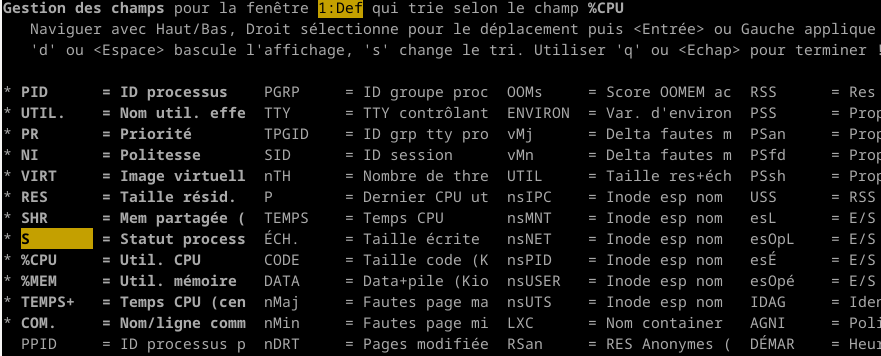 Gestion des champs pour la fenêtre 1:Def qui trie selon le champ %CPU
Naviguer avec Haut/Bas, Droit sélectionne pour le déplacement puis <Entrée> ou Gauche applique
'd' ou <Espace> bascule l'affichage, 's' change le tri. Utiliser 'q' ou <Echap> pour terminer !
* PID = ID processus PGRP = ID groupe proc OOMs = Score OOMEM ac RSS = Res
* UTIL. = Nom util. effe TTY = TTY contrôlant ENVIRON = Var. d'environ PSS = Prop
* PR = Priorité TPGID = ID grp tty pro vMj = Delta fautes m PSan = Prop
* NI = Politesse SID = ID session vMn = Delta fautes m PSfd = Prop
* VIRT = Image virtuell nTH = Nombre de thre UTIL = Taille res+éch PSsh = Prop
* RES = Taille résid. P = Dernier CPU ut nsIPC = Inode esp nom USS = RSS
* SHR = Mem partagée ( TEMPS = Temps CPU nsMNT = Inode esp nom esL = E/S
* S = Statut process ÉCH. = Taille écrite nsNET = Inode esp nom esOpL = E/S
* %CPU = Util. CPU CODE = Taille code (K nsPID = Inode esp nom esÉ = E/S
* %MEM = Util. mémoire DATA = Data+pile (Kio nsUSER = Inode esp nom esOpé = E/S
* TEMPS+ = Temps CPU (cen nMaj = Fautes page ma nsUTS = Inode esp nom IDAG = Iden
* COM. = Nom/ligne comm nMin = Fautes page mi LXC = Nom container AGNI = Poli
PPID = ID processus p nDRT = Pages modifiée RSan = RES Anonymes ( DÉMAR = Heur